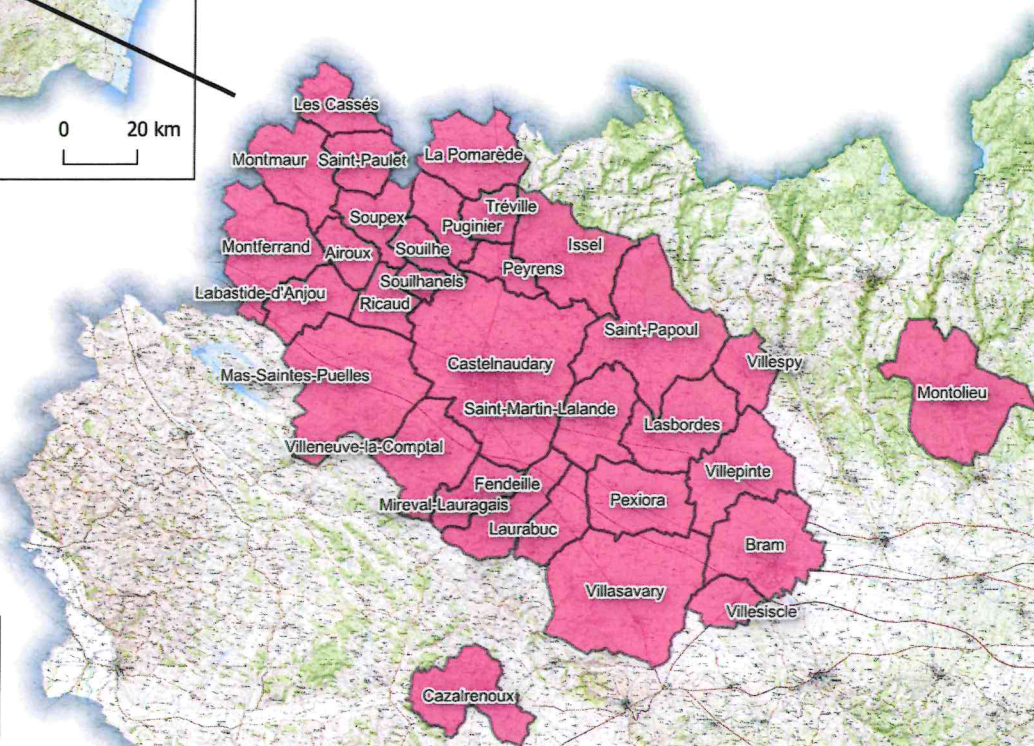 0 20 km
Les Cassés
Montmaur
Saint-Paulet
La Pomarède
Tréville
Soupex
Puginier
Montferrand
Airoux
Souilhe
Issel
Peyrens
Souilhanels
Labastide-d'Anjou
Ricaud
Saint-Papoul
Castelnaudary
Villespy
Mas-Saintes-Puelles
Montolieu
Saint-Martin-Lalande
Lasbordes
Villeneuve-la-Comptal
Villepinte
Fendeille
Pexiora
Mireval-Lauragais
Laurabuc
Bram
Villasavary
Villesiscle
Cazalrenoux